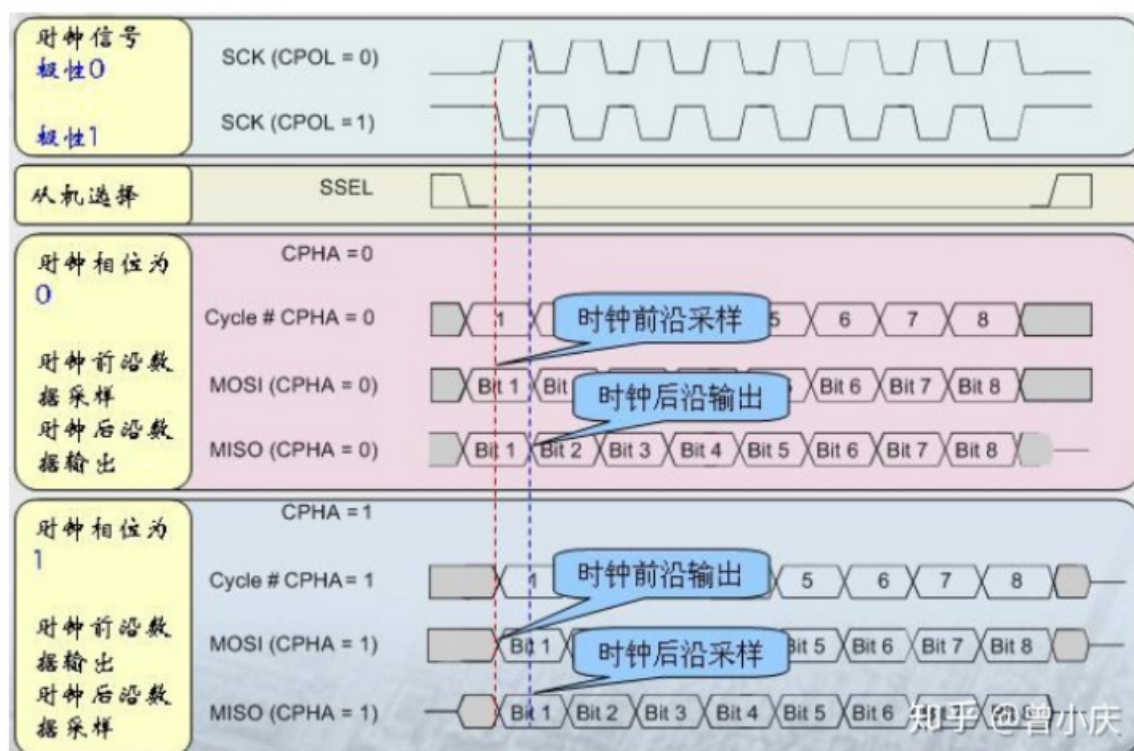 时钟信号
极性0
极性1
SCK (CPOL = 0)
SCK (CPOL = 1)
从机选择
SSEL
时钟相位为
0
时钟前沿数
据采样
时钟后沿数
据输出
CPHA = 0
Cycle # CPHA = 0
1
时钟前沿采样
5 6 7 8
MOSI (CPHA = 0)
Bit 1 Bit
时钟后沿输出
Bit 6 Bit 7 Bit 8
MISO (CPHA = 0)
Bit 1 Bit 2 Bit 3 Bit 4 Bit 5 Bit 6 Bit 7 Bit 8
时钟相位为
1
时钟前沿数
据输出
时钟后沿数
据采样
CPHA = 1
Cycle # CPHA = 1
1
时钟前沿输出
5 6 7 8
MOSI (CPHA = 1)
Bit 1
时钟后沿采样
Bit 5 Bit 6 Bit 7 Bit 8
MISO (CPHA = 1)
Bit 1 Bit 2 Bit 3 Bit 4 Bit 5 Bit 6
知乎 @曾小庆